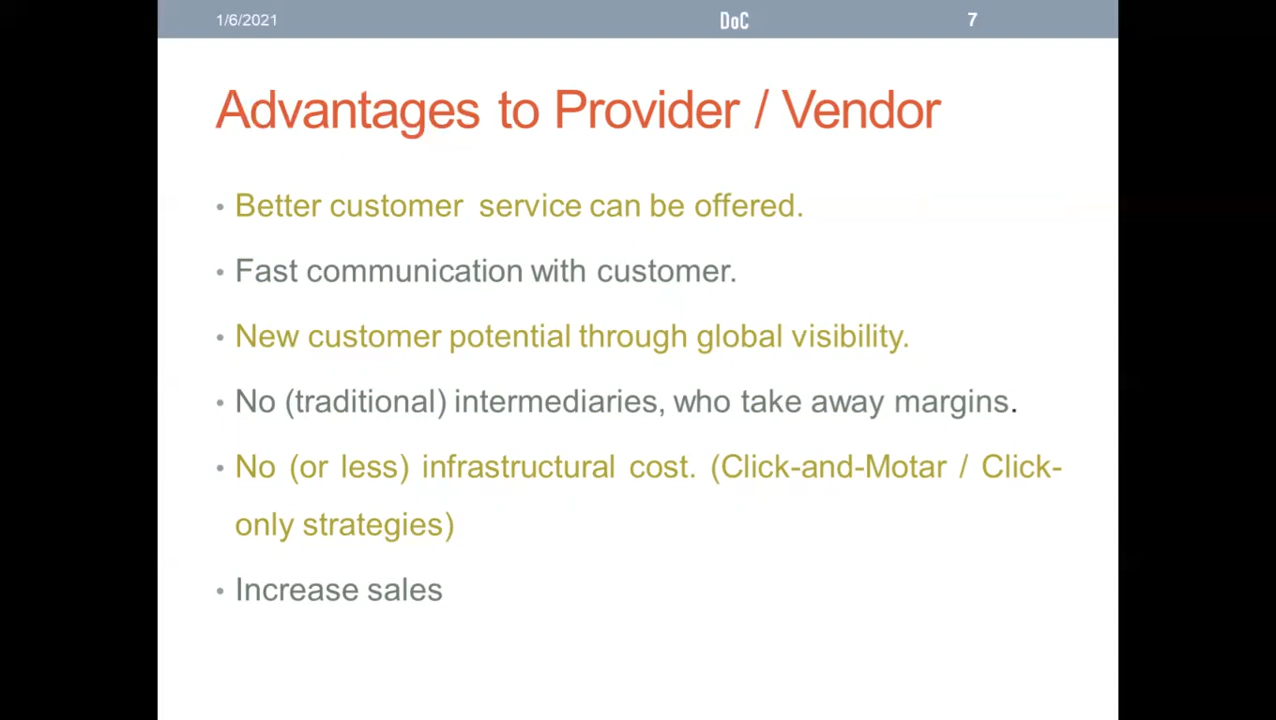 1/6/2021 DoC 7
Advantages to Provider / Vendor
• Better customer service can be offered.
• Fast communication with customer.
• New customer potential through global visibility.
• No (traditional) intermediaries, who take away margins.
• No (or less) infrastructural cost. (Click-and-Motar / Click-
only strategies)
• Increase sales